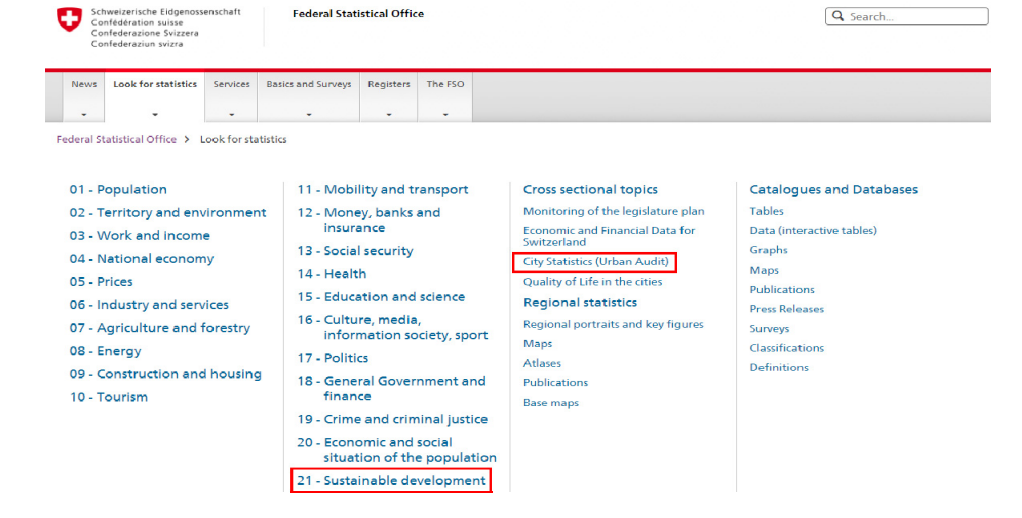 Schweizerische Eidgenossenschaft
Confédération suisse
Confederazione Svizzera
Confederaziun svizra
Federal Statistical Office
Search...
News
Look for statistics
Services
Basics and Surveys
Registers
The FSO
Federal Statistical Office > Look for statistics
01 - Population
02 - Territory and environment
03 - Work and income
04 - National economy
05 - Prices
06 - Industry and services
07 - Agriculture and forestry
08 - Energy
09 - Construction and housing
10 - Tourism
11 - Mobility and transport
12 - Money, banks and
insurance
13 - Social security
14 - Health
15 - Education and science
16 - Culture, media,
information society, sport
17 - Politics
18 - General Government and
finance
19 - Crime and criminal justice
20 - Economic and social
situation of the population
21 - Sustainable development
Cross sectional topics
Monitoring of the legislature plan
Economic and Financial Data for
Switzerland
City Statistics (Urban Audit)
Quality of Life in the cities
Regional statistics
Regional portraits and key figures
Maps
Atlases
Publications
Base maps
Catalogues and Databases
Tables
Data (interactive tables)
Graphs
Maps
Publications
Press Releases
Surveys
Classifications
Definitions